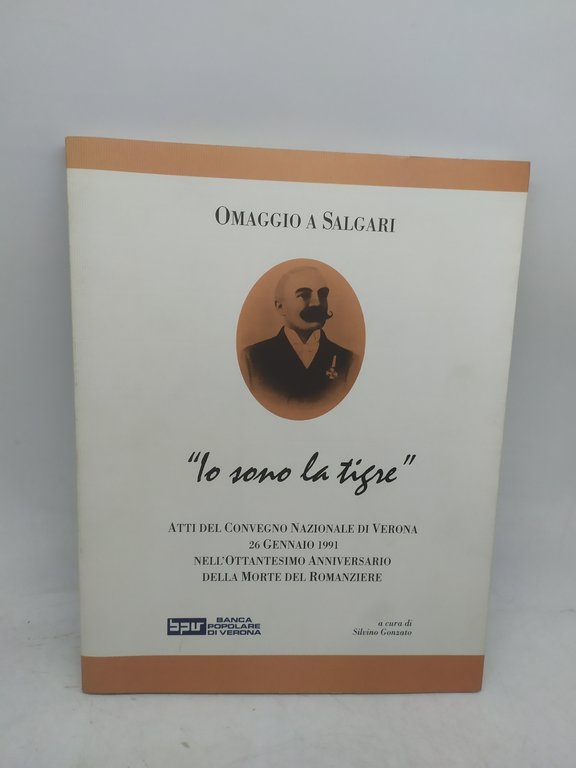 OMAGGIO A SALGARI
"Io sono la tigre"
ATTI DEL CONVEGNO NAZIONALE DI VERONA
26 GENNAIO 1991
NELL'OTTANTESIMO ANNIVERSARIO
DELLA MORTE DEL ROMANZIERE
bpv BANCA
POPOLARE
DI VERONA
a cura di
Silvino Gonzato